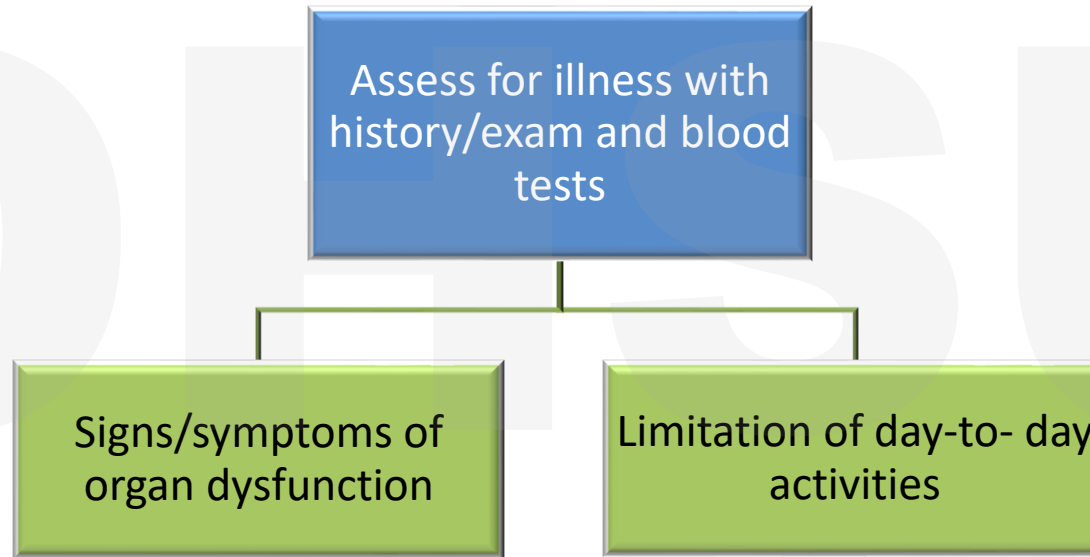 Assess for illness with
history/exam and blood
tests
Signs/symptoms of
organ dysfunction
Limitation of day-to- day
activities